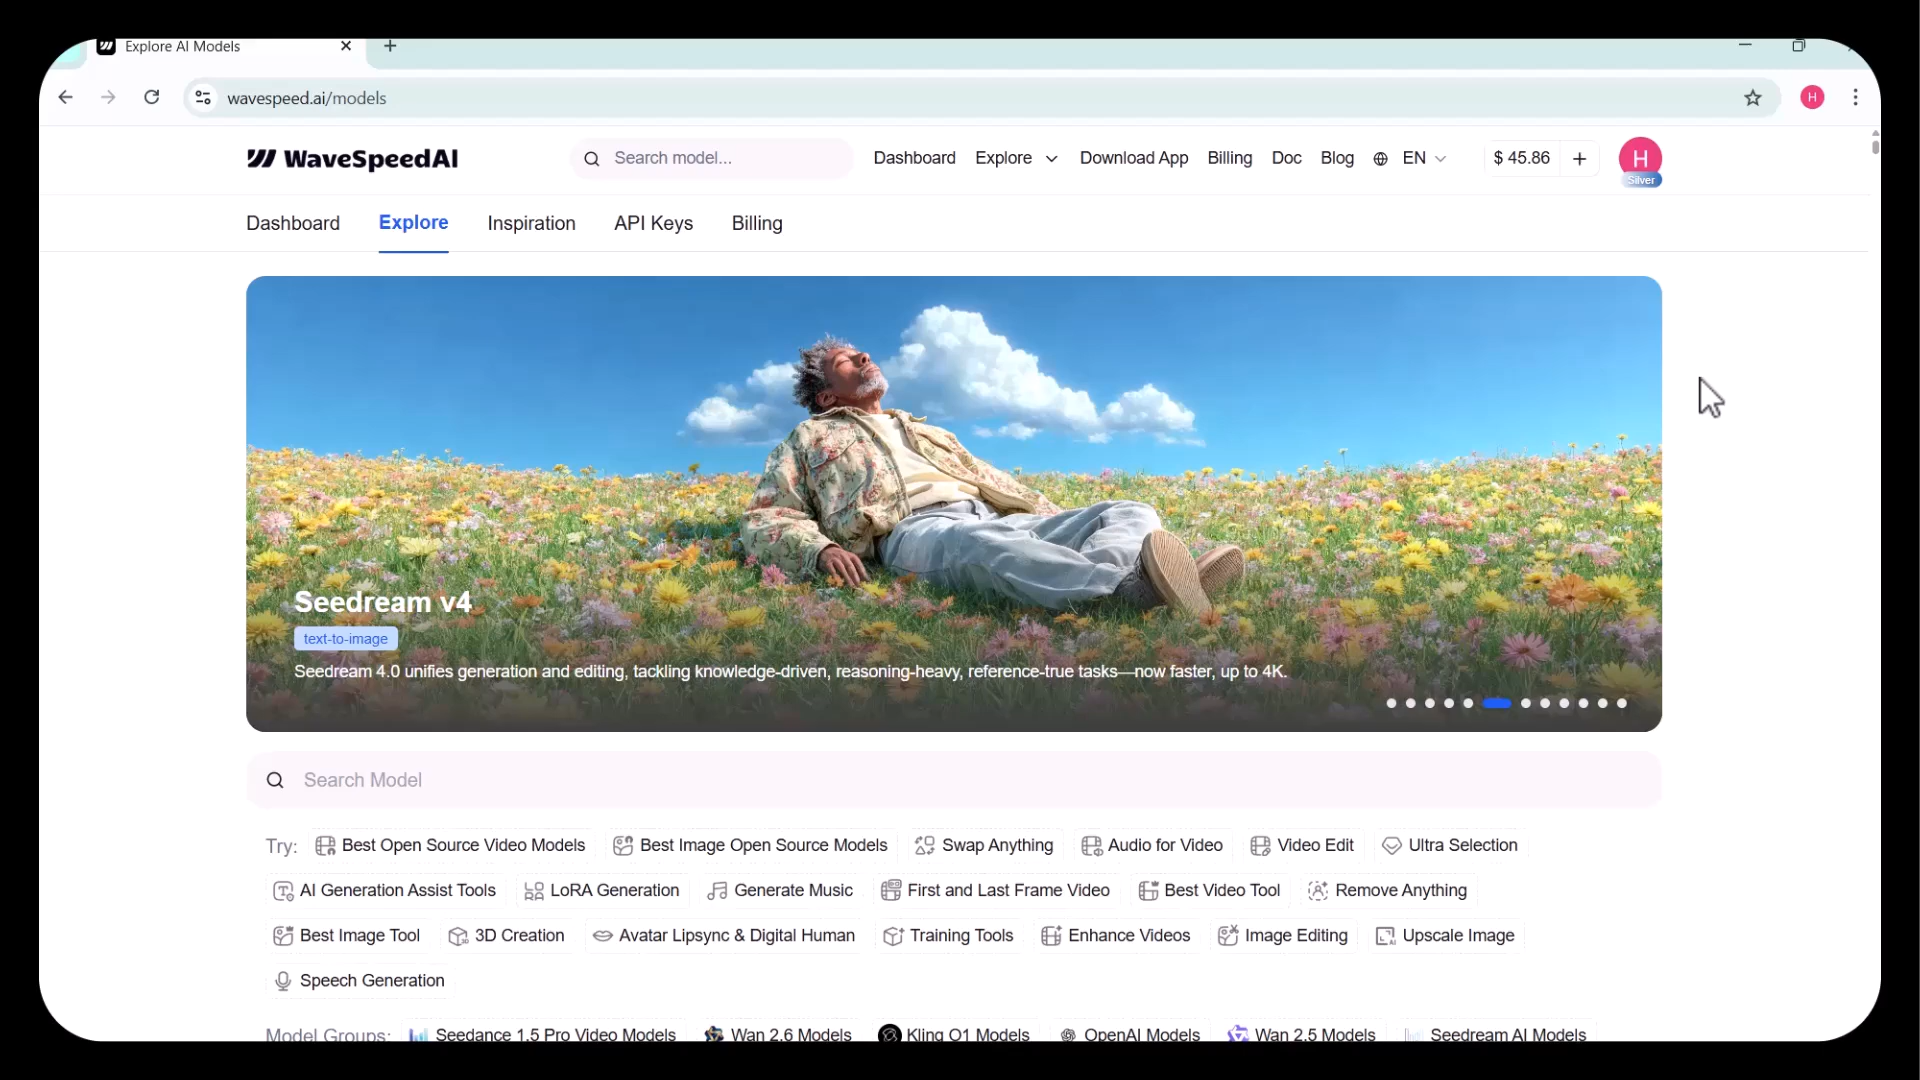 Explore AI Models
wavespeed.ai/models
H
WaveSpeedAI
Search model...
Dashboard
Explore
Download App
Billing
Doc
Blog
EN
$ 45.86
H
Silver
Dashboard
Explore
Inspiration
API Keys
Billing
Seedream v4
text-to-image
Seedream 4.0 unifies generation and editing, tackling knowledge-driven, reasoning-heavy, reference-true tasks—now faster, up to 4K.
Search Model
Try: Best Open Source Video Models Best Image Open Source Models Swap Anything Audio for Video Video Edit Ultra Selection
AI Generation Assist Tools LoRA Generation Generate Music First and Last Frame Video Best Video Tool Remove Anything
Best Image Tool 3D Creation Avatar Lipsync & Digital Human Training Tools Enhance Videos Image Editing Upscale Image
Speech Generation
Model Groups: Seedance 1.5 Pro Video Models Wan 2.6 Models Kling O1 Models OpenAI Models Wan 2.5 Models Seedream AI Models